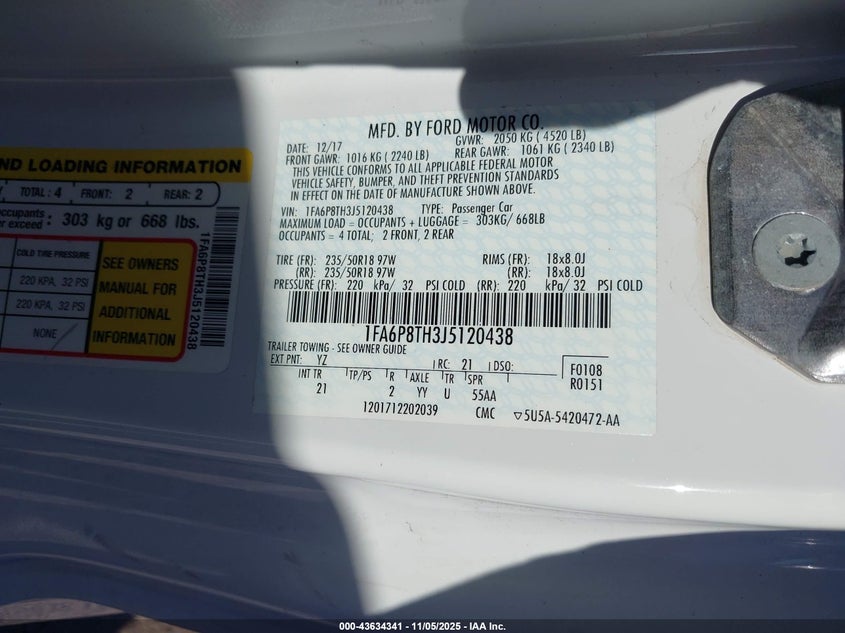 ND LOADING INFORMATION
TOTAL: 4 FRONT: 2 REAR: 2
occupants
exceed: 303 kg or 668 lbs.
COLD TIRE PRESSURE
220 KPA, 32 PSI
220 KPA, 32 PSI
NONE
SEE OWNERS
MANUAL FOR
ADDITIONAL
INFORMATION
1FA6P8TH3J5120438
MFD. BY FORD MOTOR CO.
DATE: 12/17 GVWR: 2050 KG ( 4520 LB)
FRONT GAWR: 1016 KG ( 2240 LB) REAR GAWR: 1061 KG ( 2340 LB)
THIS VEHICLE CONFORMS TO ALL APPLICABLE FEDERAL MOTOR
VEHICLE SAFETY, BUMPER, AND THEFT PREVENTION STANDARDS
IN EFFECT ON THE DATE OF MANUFACTURE SHOWN ABOVE.
VIN: 1FA6P8TH3J5120438 TYPE: Passenger Car
MAXIMUM LOAD = OCCUPANTS + LUGGAGE = 303KG/ 668LB
OCCUPANTS = 4 TOTAL; 2 FRONT, 2 REAR
TIRE (FR): 235/50R18 97W RIMS (FR): 18x8.0J
(RR): 235/50R18 97W (RR): 18x8.0J
PRESSURE (FR): 220 kPa/ 32 PSI COLD (RR): 220 kPa/ 32 PSI COLD
1FA6P8TH3J5120438
TRAILER TOWING - SEE OWNER GUIDE
EXT PNT: YZ RC: 21 DSO:
INT TR TP/PS R AXLE TR SPR
21 2 YY U 55AA
F0108
R0151
1201712202039 CMC ▽5U5A-5420472-AA
000-43634341 - 11/05/2025 - IAA Inc.